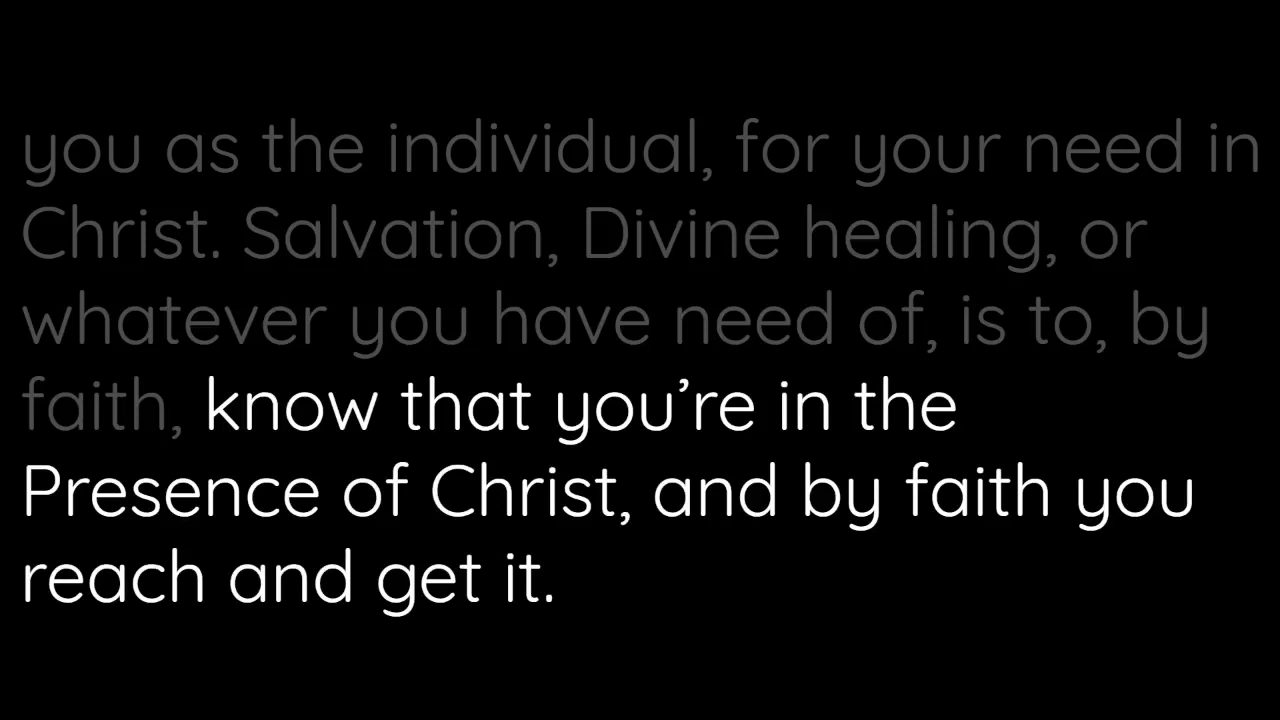 you as the individual, for your need in
Christ. Salvation, Divine healing, or
whatever you have need of, is to, by
faith, know that you’re in the
Presence of Christ, and by faith you
reach and get it.